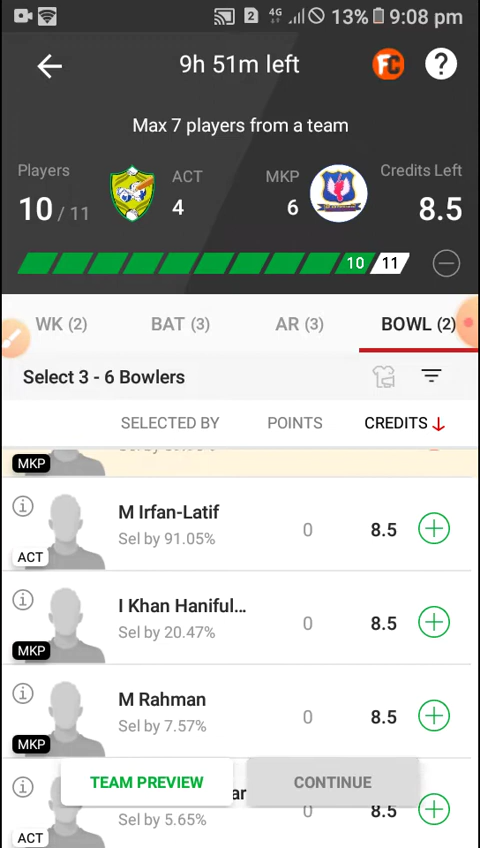 2 4G 13% 9:08 pm
9h 51m left
FC ?
Max 7 players from a team
Players ACT MKP Credits Left
10 / 11 4 6 8.5
10 11
WK (2) BAT (3) AR (3) BOWL (2)
Select 3 - 6 Bowlers
SELECTED BY POINTS CREDITS
MKP
M Irfan-Latif
Sel by 91.05% 0 8.5
ACT
I Khan Haniful...
Sel by 20.47% 0 8.5
MKP
M Rahman
Sel by 7.57% 0 8.5
MKP
TEAM PREVIEW CONTINUE
Sel by 5.65% 0 8.5
ACT